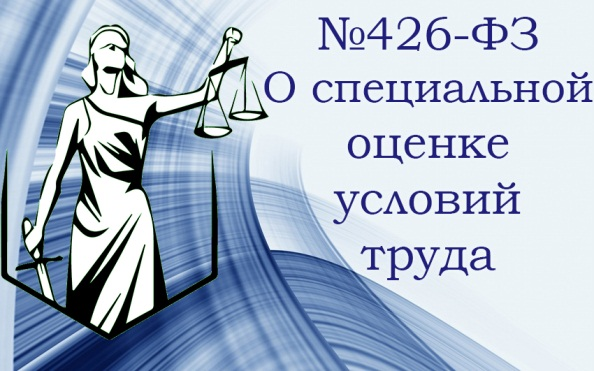 №426-ФЗ
О специальной
оценке
условий
труда